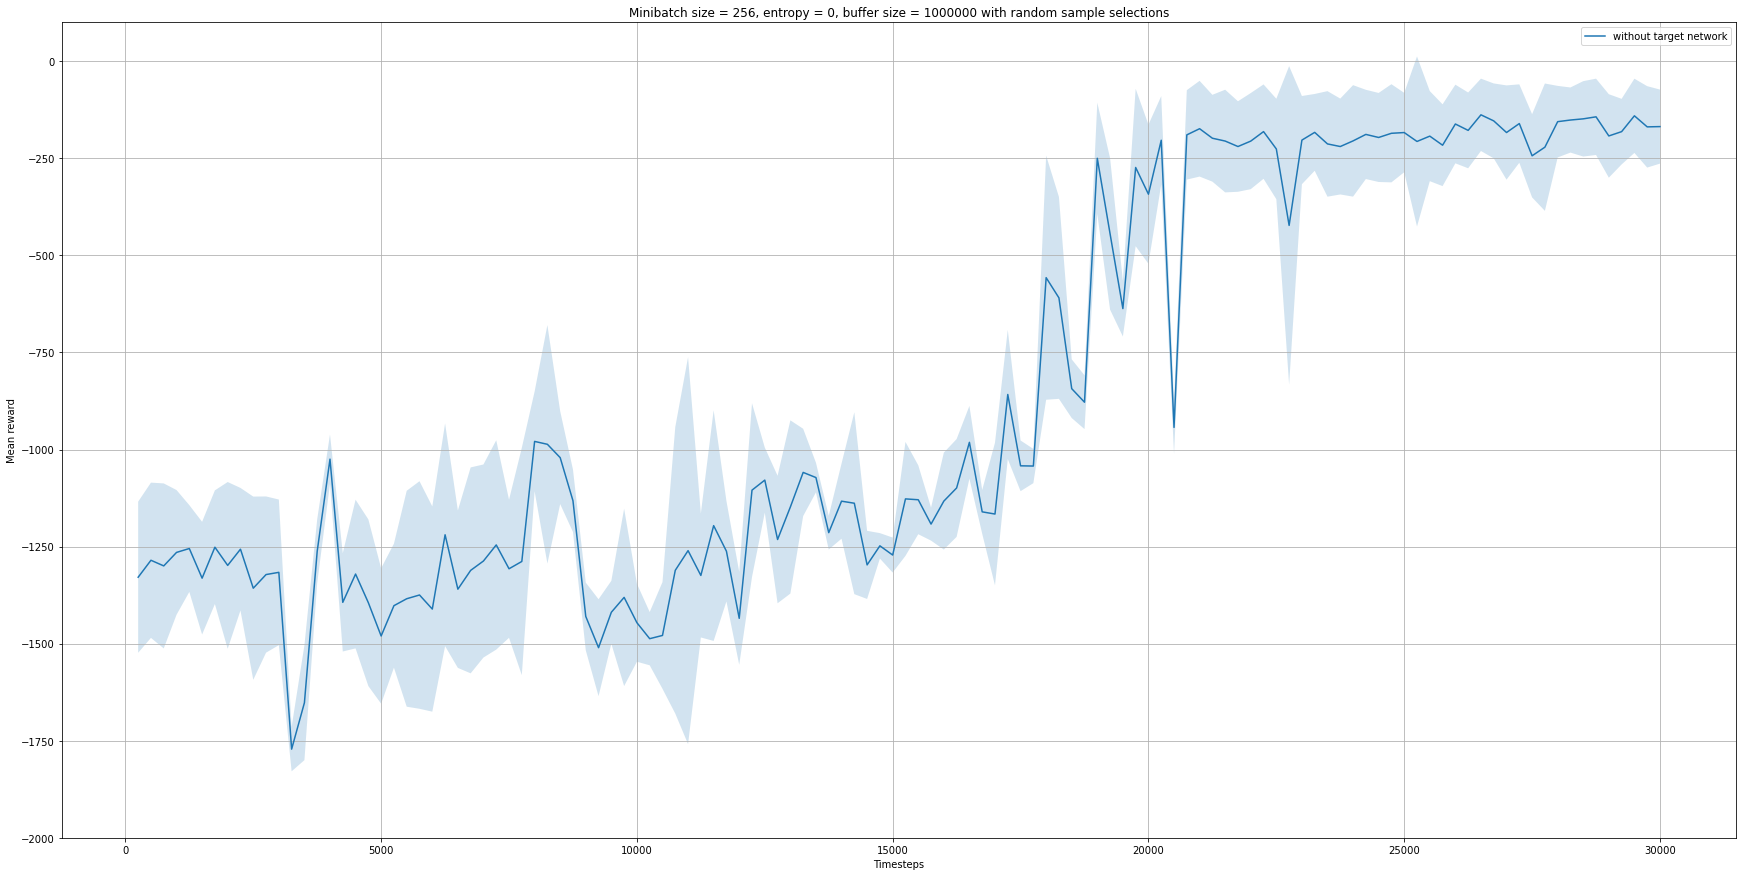 Minibatch size = 256, entropy = 0, buffer size = 1000000 with random sample selections
without target network
0
−250
−500
−750
−1000
−1250
−1500
−1750
−2000
Mean reward
0 5000 10000 15000 20000 25000 30000
Timesteps